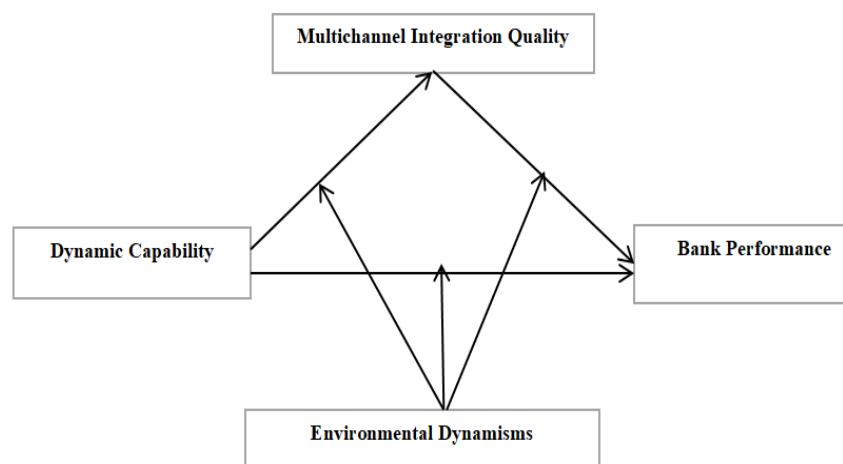 Multichannel Integration Quality
Dynamic Capability
Bank Performance
Environmental Dynamisms